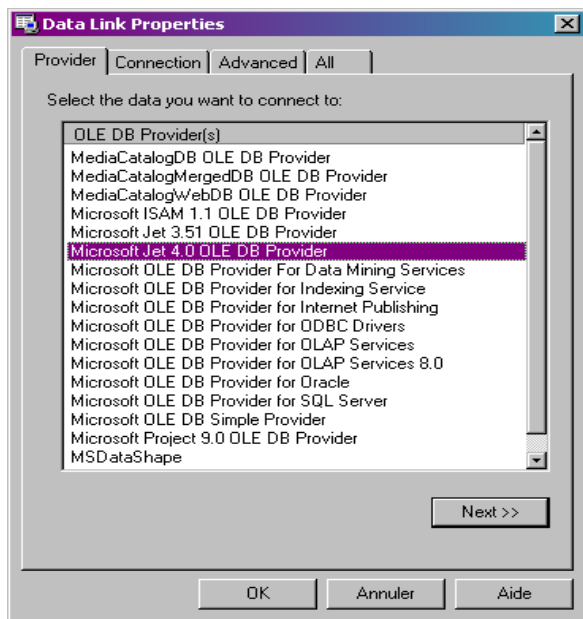 Data Link Properties
Provider Connection Advanced All
Select the data you want to connect to:
OLE DB Provider(s)
MediaCatalogDB OLE DB Provider
MediaCatalogMergedDB OLE DB Provider
MediaCatalogWebDB OLE DB Provider
Microsoft ISAM 1.1 OLE DB Provider
Microsoft Jet 3.51 OLE DB Provider
Microsoft Jet 4.0 OLE DB Provider
Microsoft OLE DB Provider For Data Mining Services
Microsoft OLE DB Provider for Indexing Service
Microsoft OLE DB Provider for Internet Publishing
Microsoft OLE DB Provider for ODBC Drivers
Microsoft OLE DB Provider for OLAP Services
Microsoft OLE DB Provider for OLAP Services 8.0
Microsoft OLE DB Provider for Oracle
Microsoft OLE DB Provider for SQL Server
Microsoft OLE DB Simple Provider
Microsoft Project 9.0 OLE DB Provider
MSDataShape
Next >>
OK Annuler Aide